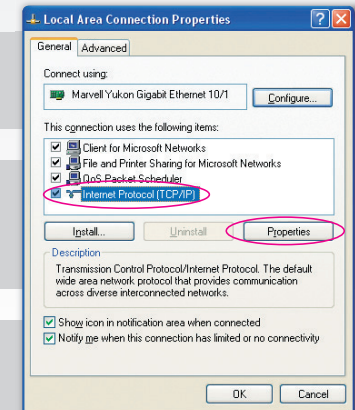 Local Area Connection Properties
General Advanced
Connect using:
Marvell Yukon Gigabit Ethernet 10/1 Configure...
This connection uses the following items:
Client for Microsoft Networks
File and Printer Sharing for Microsoft Networks
QoS Packet Scheduler
Internet Protocol (TCP/IP)
Install... Uninstall Properties
Description
Transmission Control Protocol/Internet Protocol. The default
wide area network protocol that provides communication
across diverse interconnected networks.
Show icon in notification area when connected
Notify me when this connection has limited or no connectivity
OK Cancel